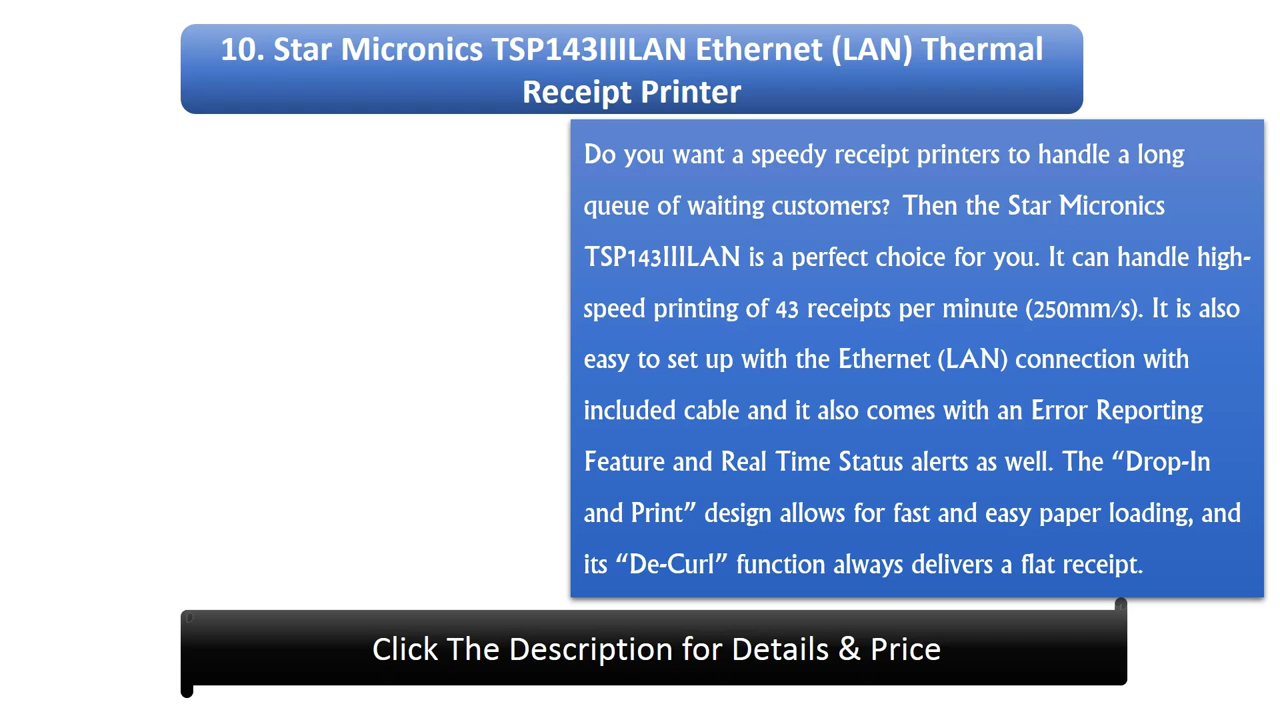 10. Star Micronics TSP143IIILAN Ethernet (LAN) Thermal
Receipt Printer
Do you want a speedy receipt printers to handle a long
queue of waiting customers?  Then the Star Micronics
TSP143IIILAN is a perfect choice for you. It can handle high-
speed printing of 43 receipts per minute (250mm/s). It is also
easy to set up with the Ethernet (LAN) connection with
included cable and it also comes with an Error Reporting
Feature and Real Time Status alerts as well. The “Drop-In
and Print” design allows for fast and easy paper loading, and
its “De-Curl” function always delivers a flat receipt.
Click The Description for Details & Price